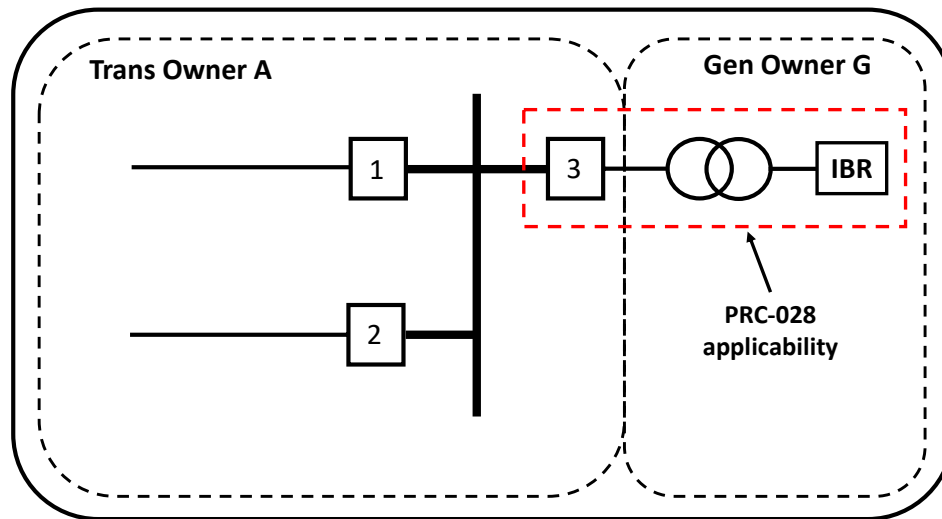 Trans Owner A
Gen Owner G
1
3
IBR
2
PRC-028
applicability